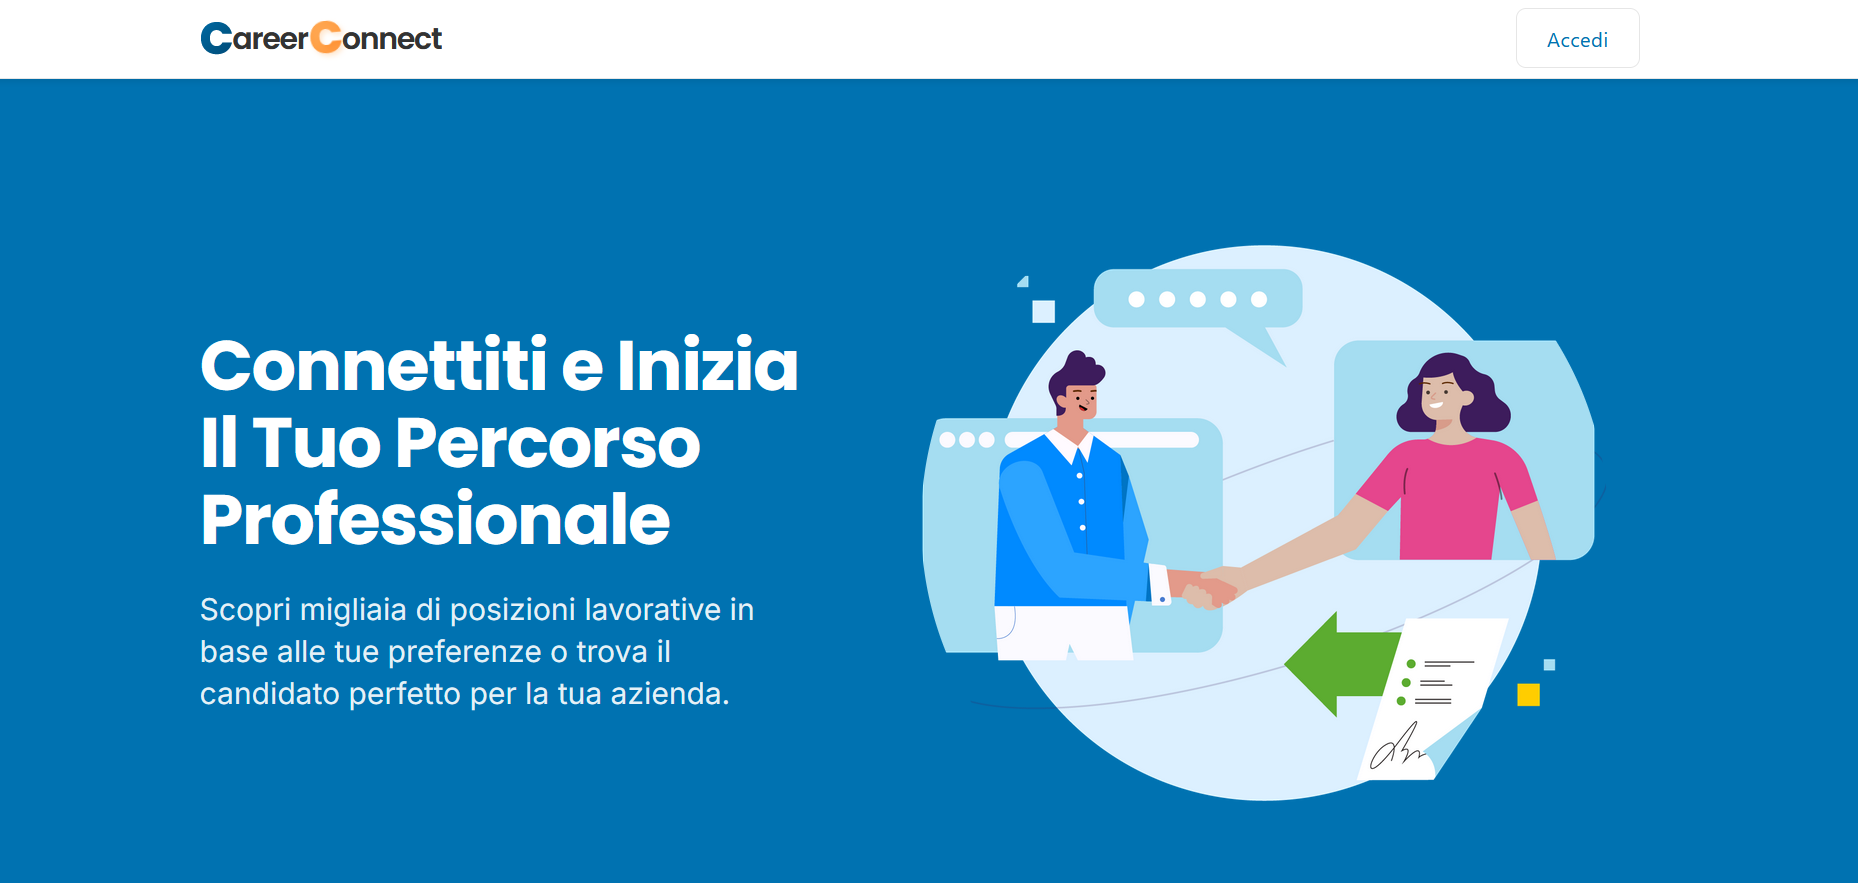 CareerConnect
Accedi
Connettiti e Inizia
Il Tuo Percorso
Professionale
Scopri migliaia di posizioni lavorative in
base alle tue preferenze o trova il
candidato perfetto per la tua azienda.